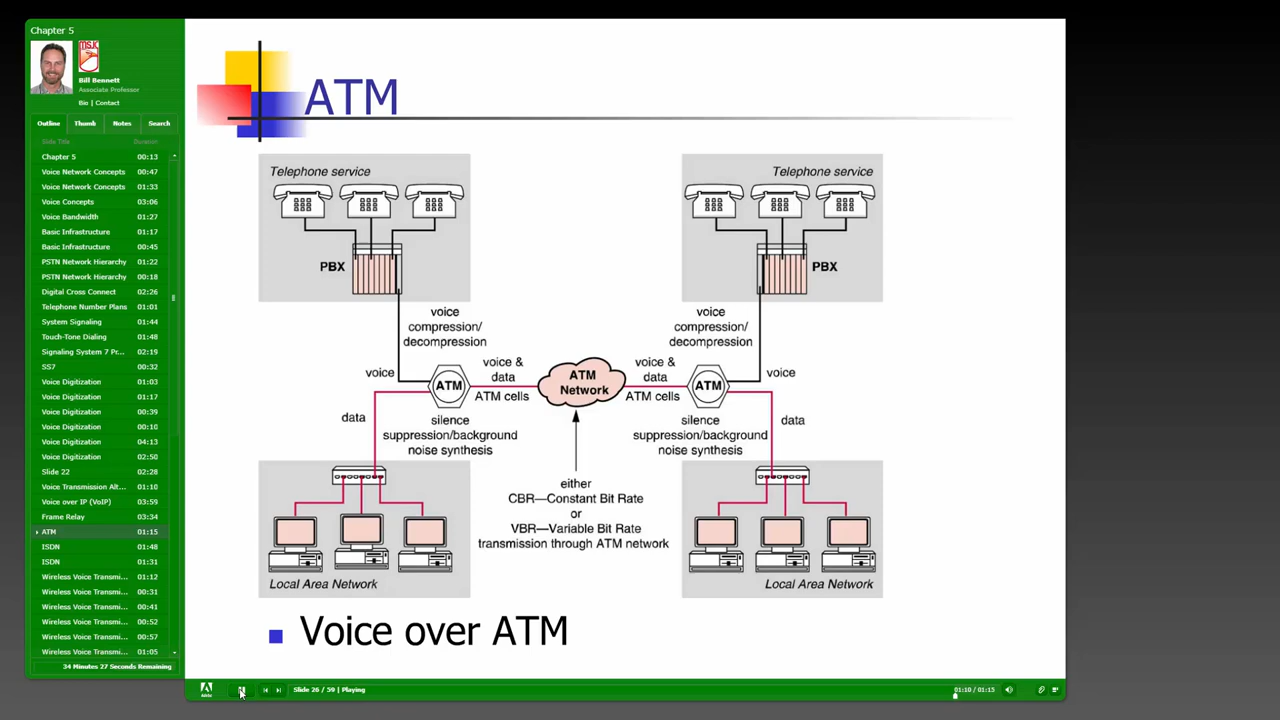 Chapter 5
Bill Bennett
Associate Professor
Bio | Contact
Outline Thumb Notes Search
Slide Title Duration
Chapter 5 00:13
Voice Network Concepts 00:47
Voice Network Concepts 01:33
Voice Concepts 03:06
Voice Bandwidth 01:27
Basic Infrastructure 01:17
Basic Infrastructure 00:45
PSTN Network Hierarchy 01:22
PSTN Network Hierarchy 00:18
Digital Cross Connect 02:26
Telephone Number Plans 01:01
System Signaling 01:44
Touch-Tone Dialing 01:48
Signaling System 7 Pr... 02:19
SS7 00:32
Voice Digitization 01:03
Voice Digitization 01:17
Voice Digitization 00:39
Voice Digitization 00:10
Voice Digitization 04:13
Voice Digitization 02:50
Slide 22 02:28
Voice Transmission Alt... 01:10
Voice over IP (VoIP) 03:59
Frame Relay 03:34
ATM 01:15
ISDN 01:48
ISDN 01:31
Wireless Voice Transmi... 01:12
Wireless Voice Transmi... 00:31
Wireless Voice Transmi... 00:41
Wireless Voice Transmi... 00:52
Wireless Voice Transmi... 00:57
Wireless Voice Transmi... 01:05
34 Minutes 27 Seconds Remaining
ATM
Telephone service
PBX
voice
compression/
decompression
voice
ATM
voice &
data
ATM cells
data
silence
suppression/background
noise synthesis
Local Area Network
ATM
Network
either
CBR—Constant Bit Rate
or
VBR—Variable Bit Rate
transmission through ATM network
Telephone service
PBX
voice
compression/
decompression
voice &
data
ATM cells
ATM
voice
data
silence
suppression/background
noise synthesis
Local Area Network
Voice over ATM
Slide 26 / 59 | Playing
01:10 / 01:15